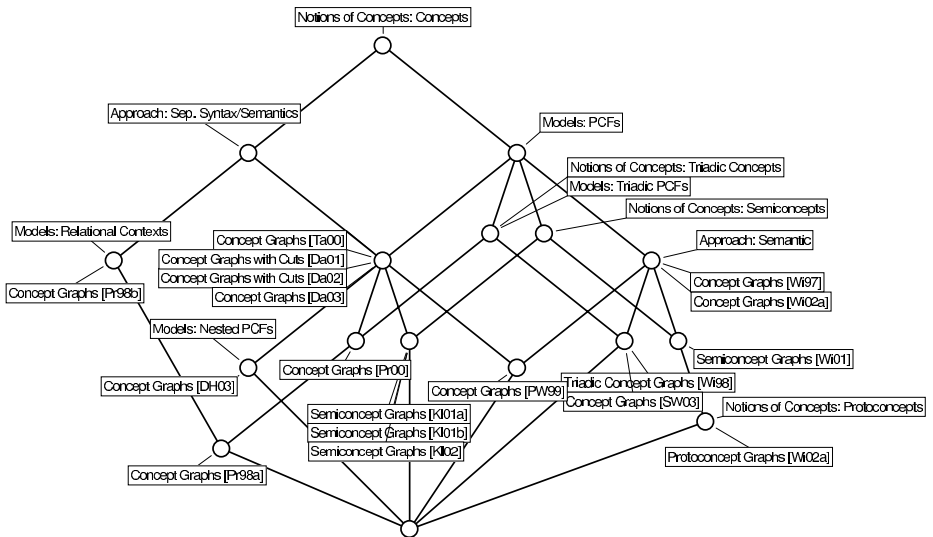 Notions of Concepts: Concepts
Approach: Sep. Syntax/Semantics
Models: PCFs
Notions of Concepts: Triadic Concepts
Models: Triadic PCFs
Notions of Concepts: Semiconcepts
Models: Relational Contexts
Concept Graphs [Ta00]
Approach: Semantic
Concept Graphs with Cuts [Da01]
Concept Graphs with Cuts [Da02]
Concept Graphs [Wi97]
Concept Graphs [Pr98b]
Concept Graphs [Da03]
Concept Graphs [Wi02a]
Models: Nested PCFs
Semiconcept Graphs [Wi01]
Concept Graphs [Pr00]
Concept Graphs [DH03]
Triadic Concept Graphs [Wi98]
Concept Graphs [PW99]
Concept Graphs [SW03]
Semiconcept Graphs [Kl01a]
Notions of Concepts: Protoconcepts
Semiconcept Graphs [Kl01b]
Semiconcept Graphs [Kl02]
Protoconcept Graphs [Wi02a]
Concept Graphs [Pr98a]